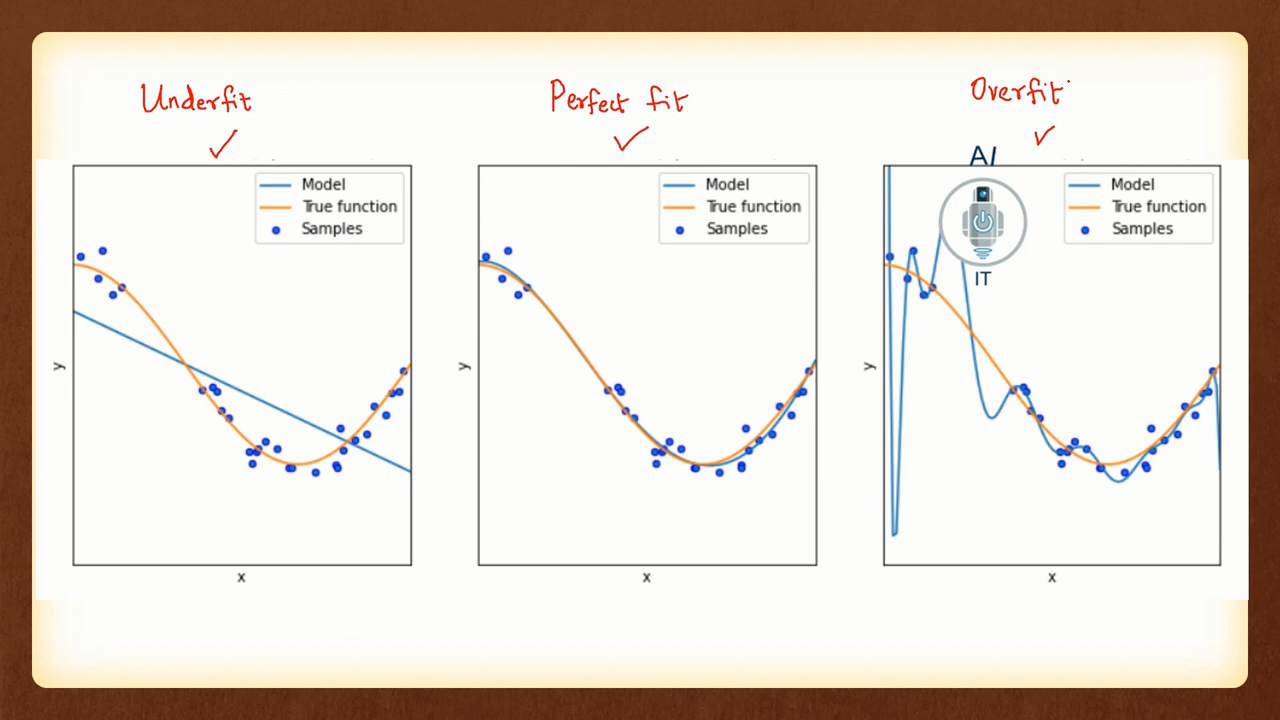 Underfit
Perfect fit
Overfit
AI
IT
Model
True function
Samples
y
x
Model
True function
Samples
y
x
Model
True function
Samples
y
x